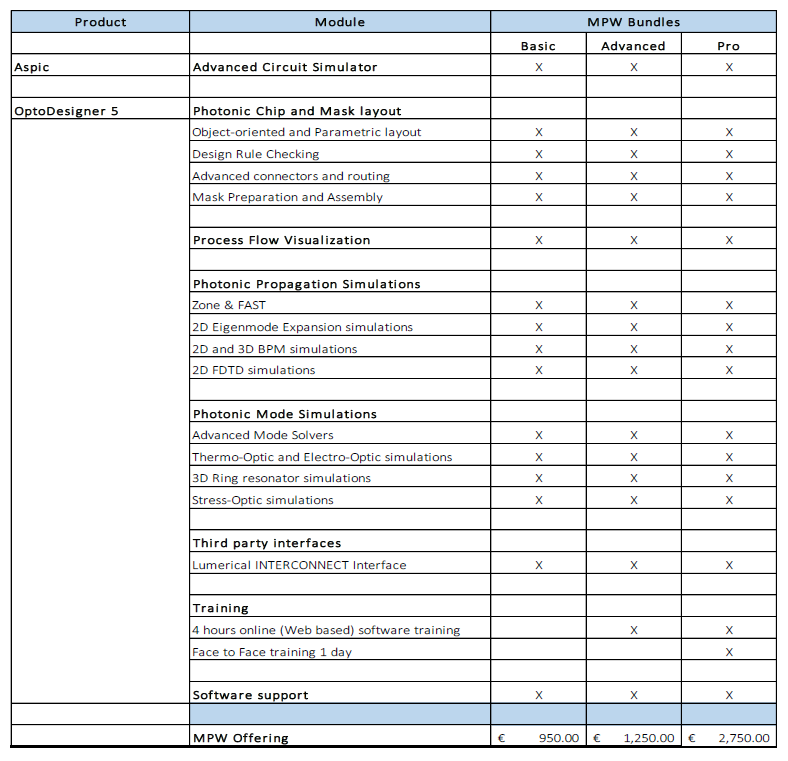 Product Module MPW Bundles
Basic Advanced Pro
Aspic Advanced Circuit Simulator X X X
OptoDesigner 5 Photonic Chip and Mask layout
Object-oriented and Parametric layout X X X
Design Rule Checking X X X
Advanced connectors and routing X X X
Mask Preparation and Assembly X X X
Process Flow Visualization X X X
Photonic Propagation Simulations
Zone & FAST X X X
2D Eigenmode Expansion simulations X X X
2D and 3D BPM simulations X X X
2D FDTD simulations X X X
Photonic Mode Simulations
Advanced Mode Solvers X X X
Thermo-Optic and Electro-Optic simulations X X X
3D Ring resonator simulations X X X
Stress-Optic simulations X X X
Third party interfaces
Lumerical INTERCONNECT Interface X X X
Training
4 hours online (Web based) software training X X
Face to Face training 1 day X
Software support X X X
MPW Offering € 950.00 € 1,250.00 € 2,750.00